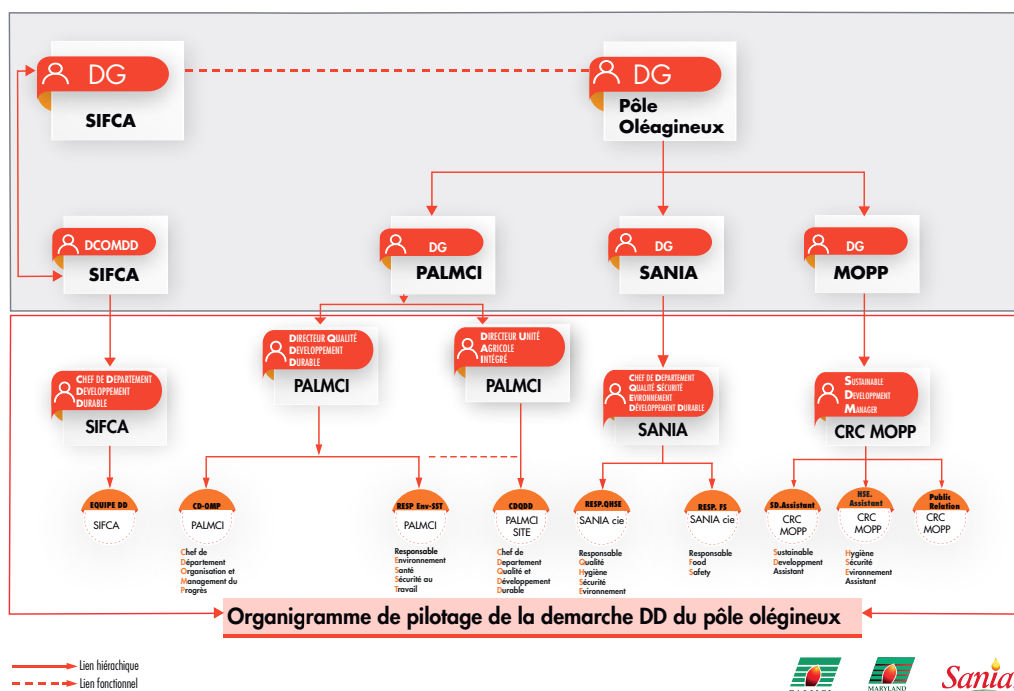 DG
SIFCA
DG
Pôle
Oléagineux
DCOMDD
SIFCA
DG
PALMCI
DG
SANIA
DG
MOPP
CHEF DE DEPARTEMENT
DEVELOPPEMENT
DURABLE
SIFCA
DIRECTEUR QUALITÉ
DEVELOPPEMENT
DURABLE
PALMCI
DIRECTEUR UNITÉ
AGRICOLE
INTÉGRÉ
PALMCI
CHEF DE DEPARTEMENT
QUALITÉ SÉCURITÉ
EVIRONNEMENT
DÉVELOPPEMENT DURABLE
SANIA
SUSTAINABLE
DEVELOPPMENT
MANAGER
CRC MOPP
EQUIPE DD
SIFCA
CD-OMP
PALMCI
Chef de
Département
Organisation et
Management du
Progrès
RESP Env-SST
PALMCI
Responsable
Environnement
Santé
Sécurité au
Travail
CDQDD
PALMCI
SITE
Chef de
Departement
Qualité et
Développement
Durable
RESP.QHSE
SANIA cie
Responsable
Qualité
Hygiène
Sécurité
Evironnement
RESP. FS
SANIA cie
Responsable
Food
Safety
SD.Assistant
CRC
MOPP
Sustainable
Developpment
Assistant
HSE.
Assistant
CRC
MOPP
Hygiène
Sécurité
Evironnement
Assistant
Public
Relation
CRC
MOPP
Organigramme de pilotage de la demarche DD du pôle olégineux
Lien hiérachique
Lien fonctionnel
MARYLAND
Sania